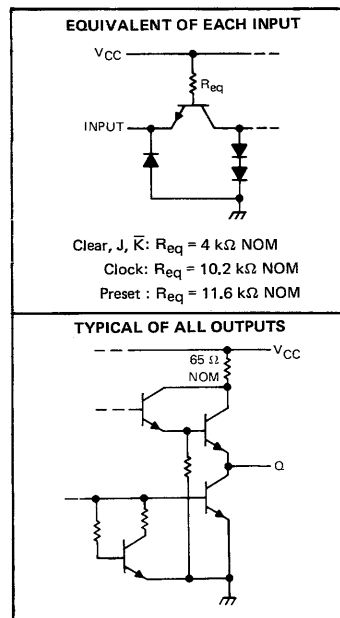 EQUIVALENT OF EACH INPUT
VCC
Req
INPUT
Clear, J, K̅: Req = 4 kΩ NOM
Clock: Req = 10.2 kΩ NOM
Preset : Req = 11.6 kΩ NOM
TYPICAL OF ALL OUTPUTS
VCC
65 Ω
NOM
Q